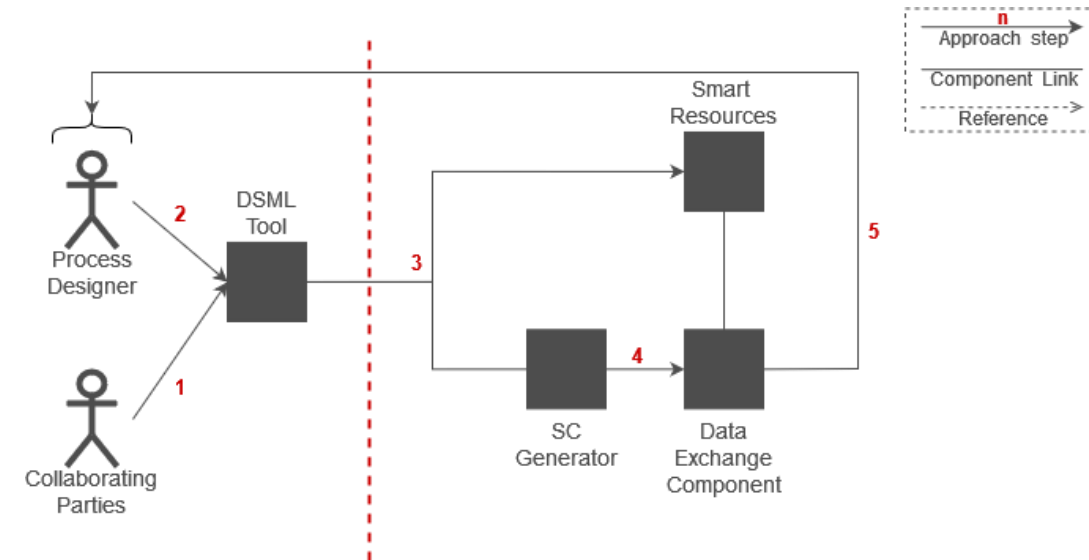 n
Approach step
Component Link
Reference
Smart
Resources
2
DSML
Tool
5
3
Process
Designer
4
1
SC
Generator
Data
Exchange
Component
Collaborating
Parties